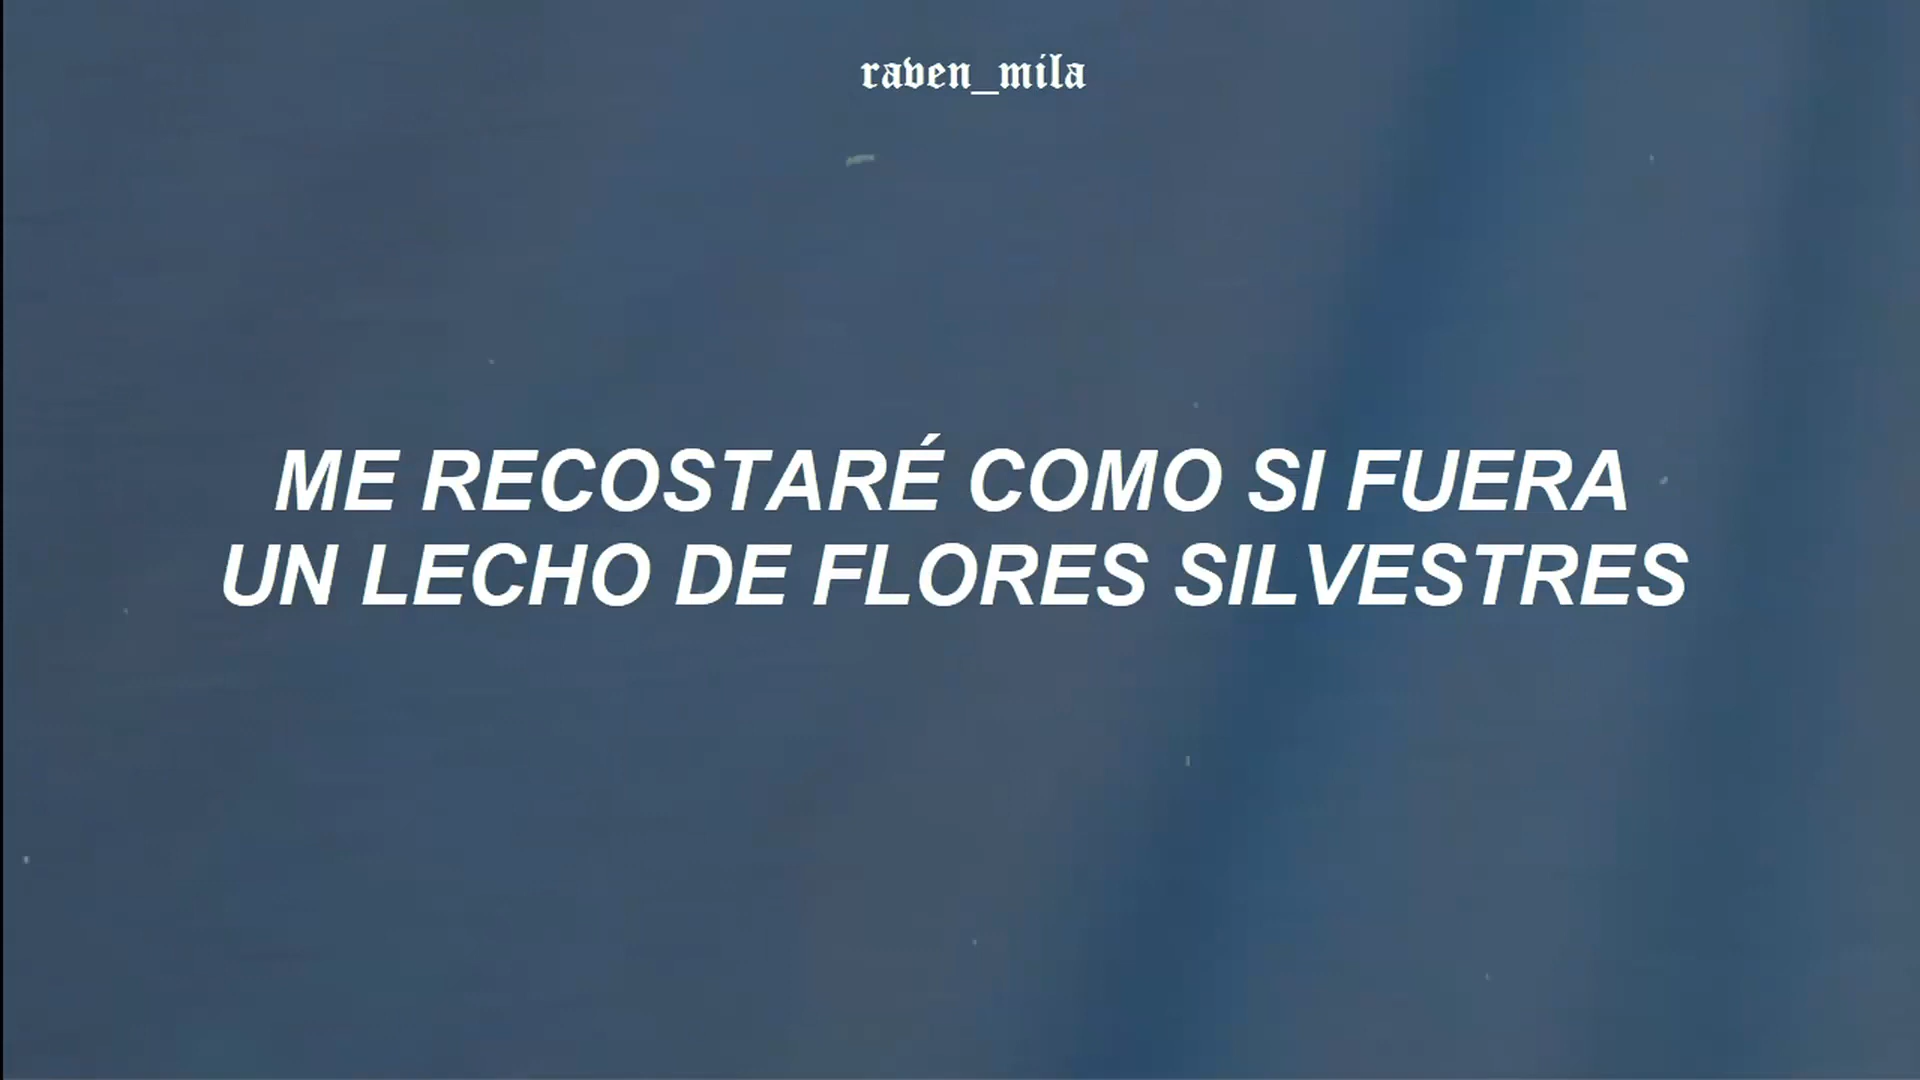 raven_mila
ME RECOSTARÉ COMO SI FUERA
UN LECHO DE FLORES SILVESTRES